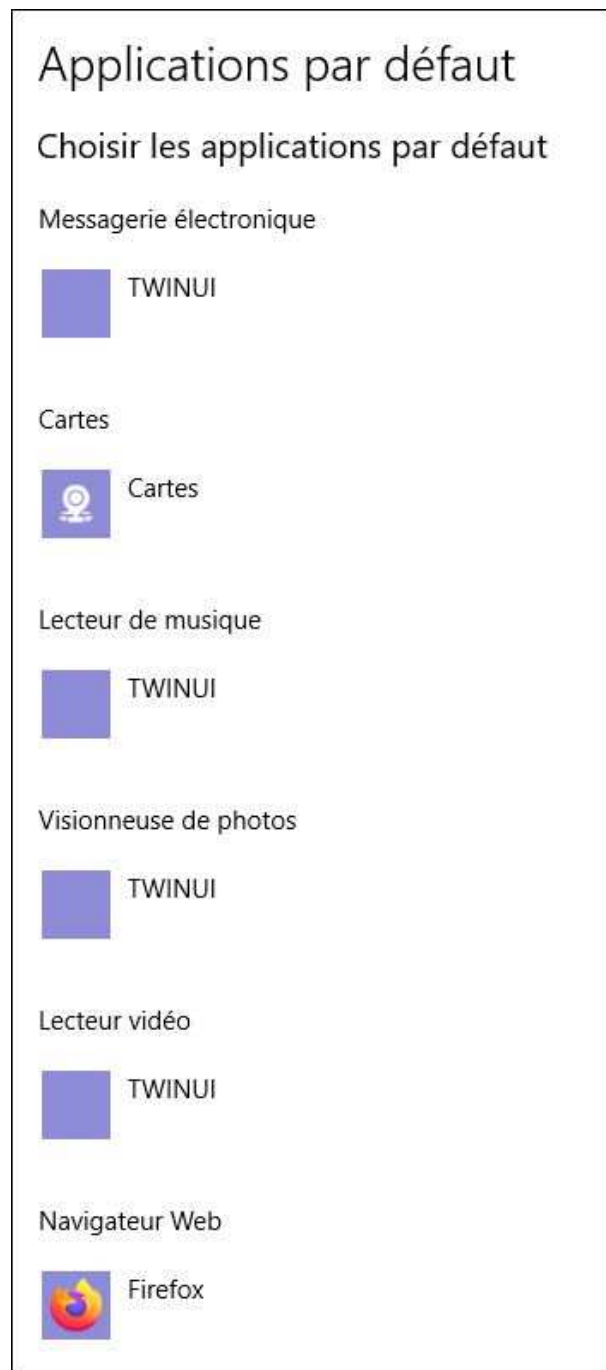 Applications par défaut
Choisir les applications par défaut
Messagerie électronique
TWINUI
Cartes
Cartes
Lecteur de musique
TWINUI
Visionneuse de photos
TWINUI
Lecteur vidéo
TWINUI
Navigateur Web
Firefox